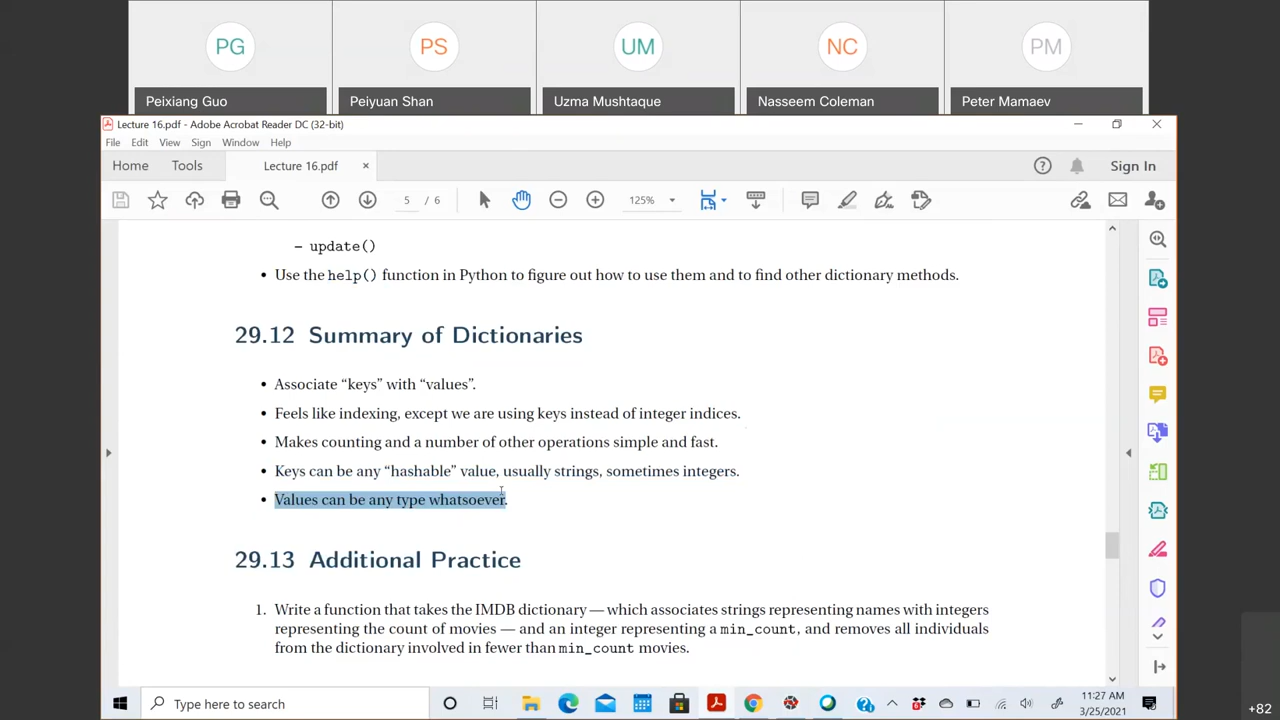 PG
PS
UM
NC
PM
Peixiang Guo
Peiyuan Shan
Uzma Mushtaque
Nasseem Coleman
Peter Mamaev
Lecture 16.pdf - Adobe Acrobat Reader DC (32-bit)
File Edit View Sign Window Help
Home Tools Lecture 16.pdf × Sign In
5 / 6 125%
– update()
• Use the help() function in Python to figure out how to use them and to find other dictionary methods.
29.12 Summary of Dictionaries
• Associate “keys” with “values”.
• Feels like indexing, except we are using keys instead of integer indices.
• Makes counting and a number of other operations simple and fast.
• Keys can be any “hashable” value, usually strings, sometimes integers.
• Values can be any type whatsoever.
29.13 Additional Practice
1. Write a function that takes the IMDB dictionary — which associates strings representing names with integers
representing the count of movies — and an integer representing a min_count, and removes all individuals
from the dictionary involved in fewer than min_count movies.
Type here to search
11:27 AM
3/25/2021
+82